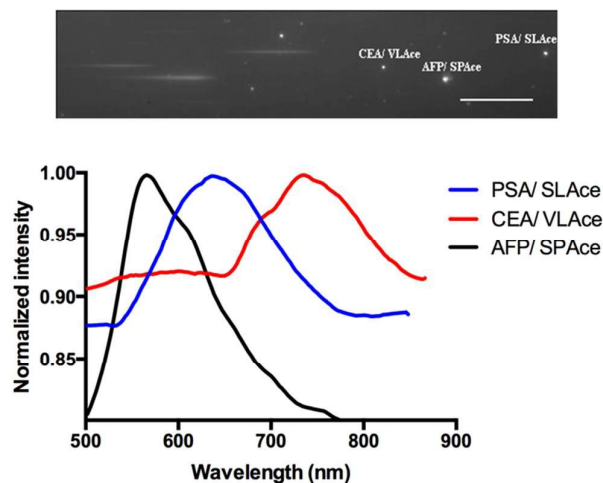 PSA/ SLAce
CEA/ VLAce
AFP/ SPAce
Normalized intensity
1.00
0.95
0.90
0.85
500
600
700
800
900
Wavelength (nm)
PSA/ SLAce
CEA/ VLAce
AFP/ SPAce